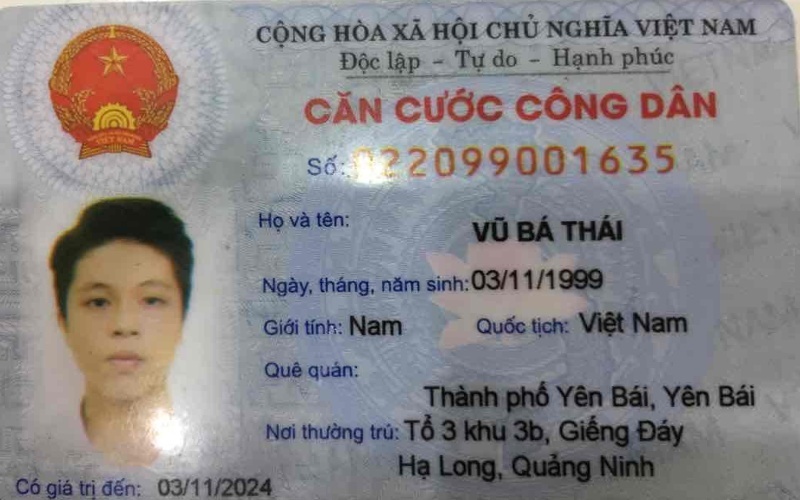 CỘNG HÒA XÃ HỘI CHỦ NGHĨA VIỆT NAM
Độc lập - Tự do - Hạnh phúc
CĂN CƯỚC CÔNG DÂN
Số: 022099001635
Họ và tên: VŨ BÁ THÁI
Ngày, tháng, năm sinh: 03/11/1999
Giới tính: Nam Quốc tịch: Việt Nam
Quê quán:
Thành phố Yên Bái, Yên Bái
Nơi thường trú: Tổ 3 khu 3b, Giếng Đáy
Hạ Long, Quảng Ninh
Có giá trị đến: 03/11/2024